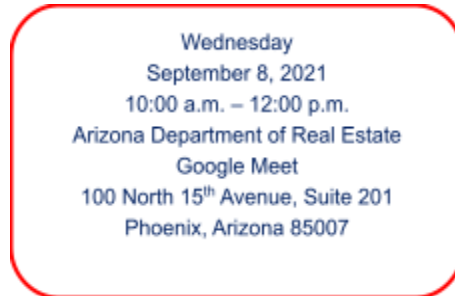 Wednesday
September 8, 2021
10:00 a.m. – 12:00 p.m.
Arizona Department of Real Estate
Google Meet
100 North 15th Avenue, Suite 201
Phoenix, Arizona 85007